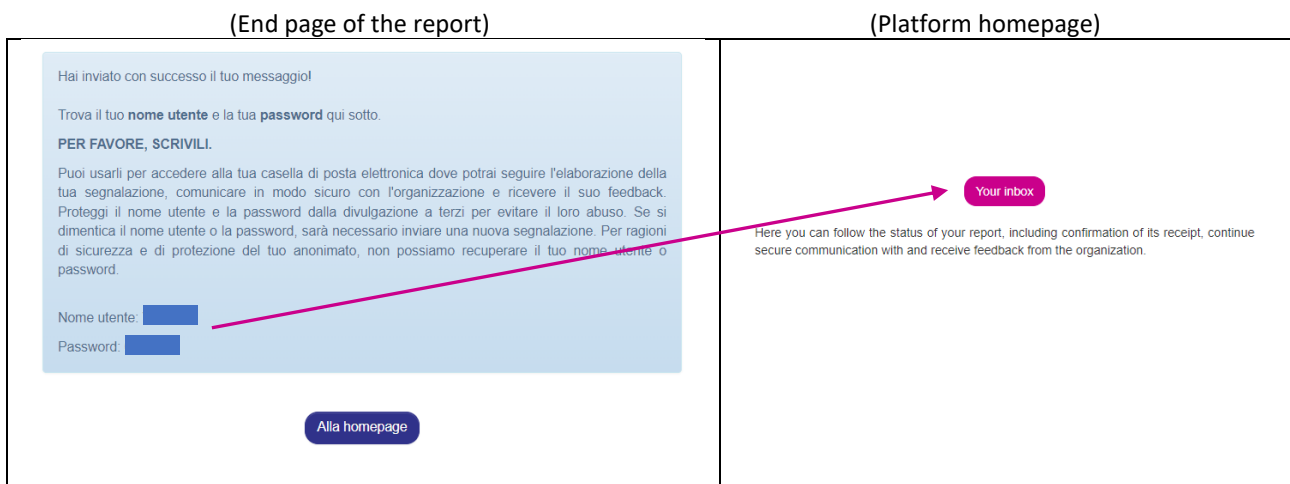 (End page of the report)
(Platform homepage)
Hai inviato con successo il tuo messaggio!
Trova il tuo nome utente e la tua password qui sotto.
PER FAVORE, SCRIVILI.
Puoi usarli per accedere alla tua casella di posta elettronica dove potrai seguire l'elaborazione della
tua segnalazione, comunicare in modo sicuro con l'organizzazione e ricevere il suo feedback.
Proteggi il nome utente e la password dalla divulgazione a terzi per evitare il loro abuso. Se si
dimentica il nome utente o la password, sarà necessario inviare una nuova segnalazione. Per ragioni
di sicurezza e di protezione del tuo anonimato, non possiamo recuperare il tuo nome utente o
password.
Nome utente:
Password:
Alla homepage
Your inbox
Here you can follow the status of your report, including confirmation of its receipt, continue
secure communication with and receive feedback from the organization.